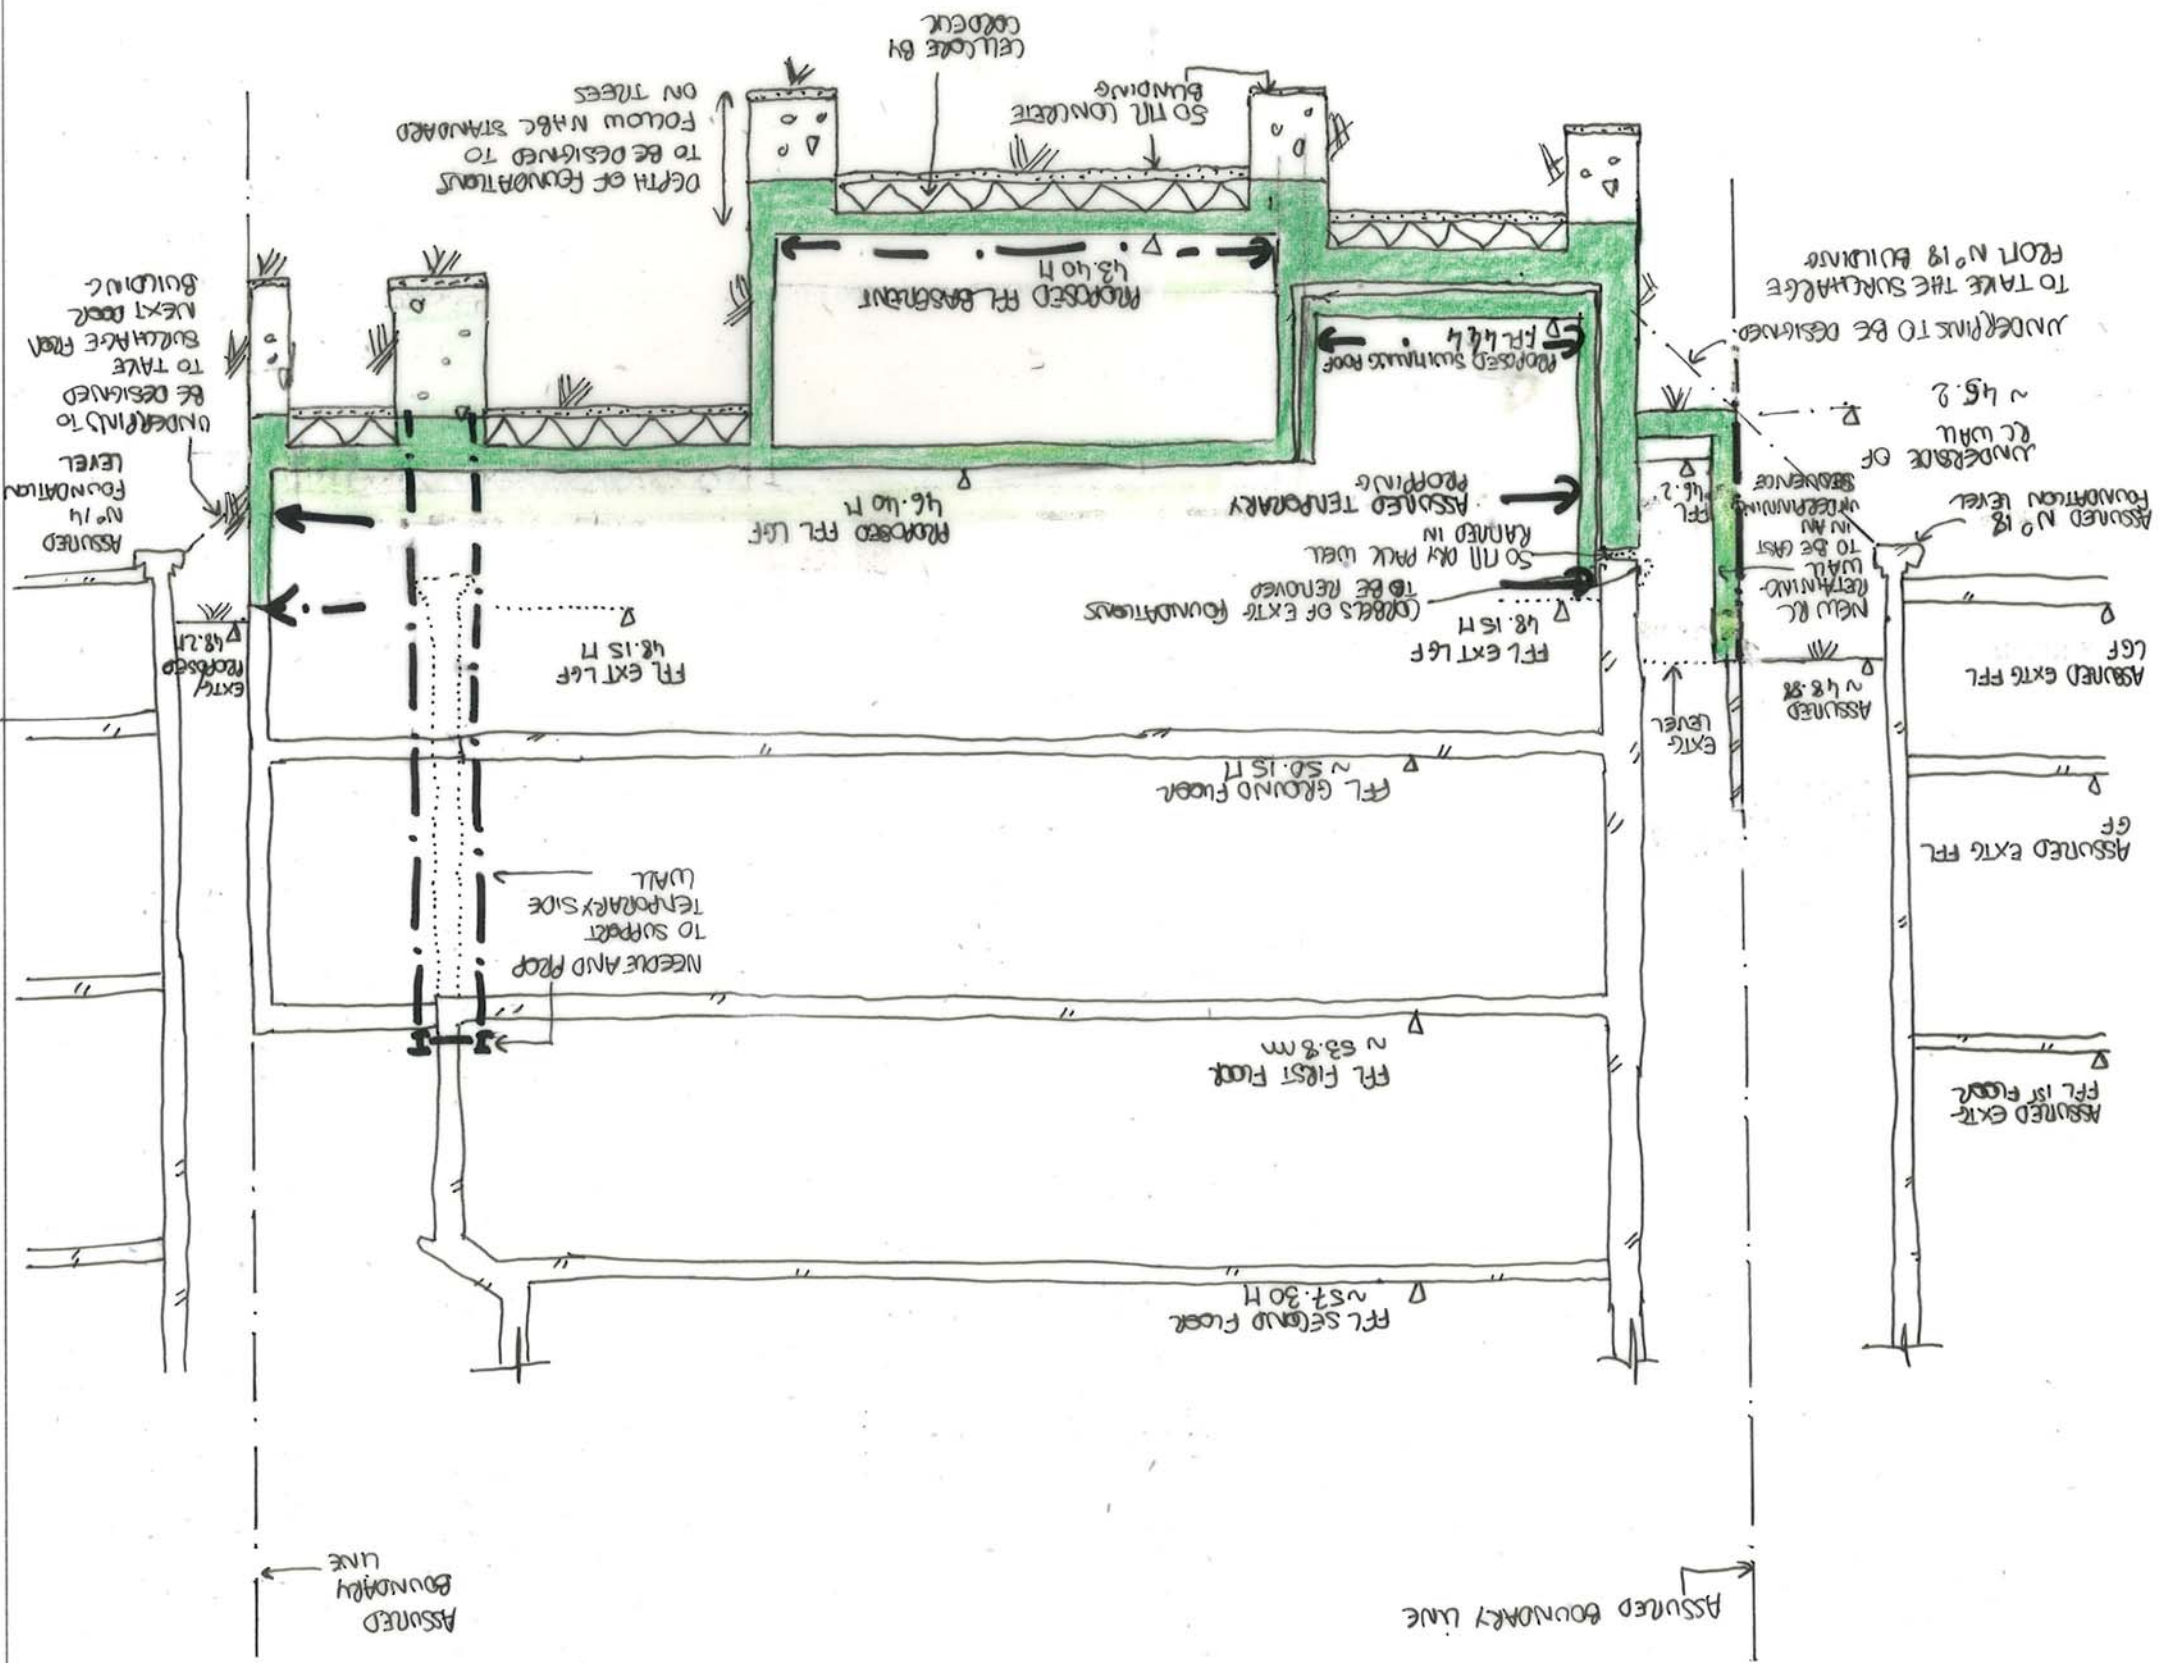 ASSUMED BOUNDARY LINE
ASSUMED
BOUNDARY
LINE
FFL SECOND FLOOR
~57.30 M
ASSUMED EXTG
FFL 1ST FLOOR
FFL FIRST FLOOR
~ 53.8 m
NEEDLE AND PROP
TO SUPPORT
TEMPORARY SIDE
WALL
ASSUMED EXTG FFL
GF
FFL GROUND FLOOR
~ 50.15 M
EXTG
LEVEL
ASSUMED
~48.88
ASSUMED EXTG FFL
LGF
FFL EXT LGF
48.15 M
FFL EXT LGF
48.15 M
EXTG/
PROPOSED
48.2M
NEW RC
RETAINING
WALL
TO BE CAST
IN AN
UNDERPINNING
SEQUENCE
CORBELS OF EXTG FOUNDATIONS
TO BE REMOVED
50 MM DRY PACK WELL
RAMMED IN
ASSUMED TEMPORARY
PROPPING
PROPOSED FFL LGF
46.40 M
ASSUMED
Nº 14
FOUNDATION
LEVEL
ASSUMED Nº 18
FOUNDATION LEVEL
FFL
46.2
UNDERSIDE OF
RC WALL
~ 45.2
UNDERPINS TO
BE DESIGNED
TO TAKE
SURCHARGE FROM
NEXT DOOR
BUILDING
UNDERPINS TO BE DESIGNED
TO TAKE THE SURCHARGE
FROM Nº 18 BUILDING
PROPOSED SWIMMING POOL
FFL 44.4
PROPOSED FFL BASEMENT
43.40 M
DEPTH OF FOUNDATIONS
TO BE DESIGNED TO
FOLLOW NHBC STANDARD
ON TREES
50 MM CONCRETE
BLINDING
CELLCORE BY
CORDEK